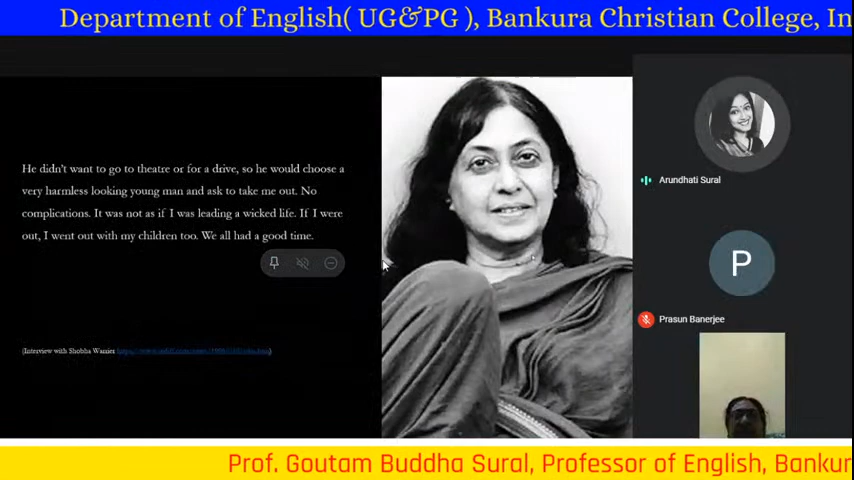 Department of English( UG&PG ), Bankura Christian College, In
He didn't want to go to theatre or for a drive, so he would choose a
very harmless looking young man and ask to take me out. No
complications. It was not as if I was leading a wicked life. If I were
out, I went out with my children too. We all had a good time.
(Interview with Shobha Warrier
Arundhati Sural
P
Prasun Banerjee
Prof. Goutam Buddha Sural, Professor of English, Bankur